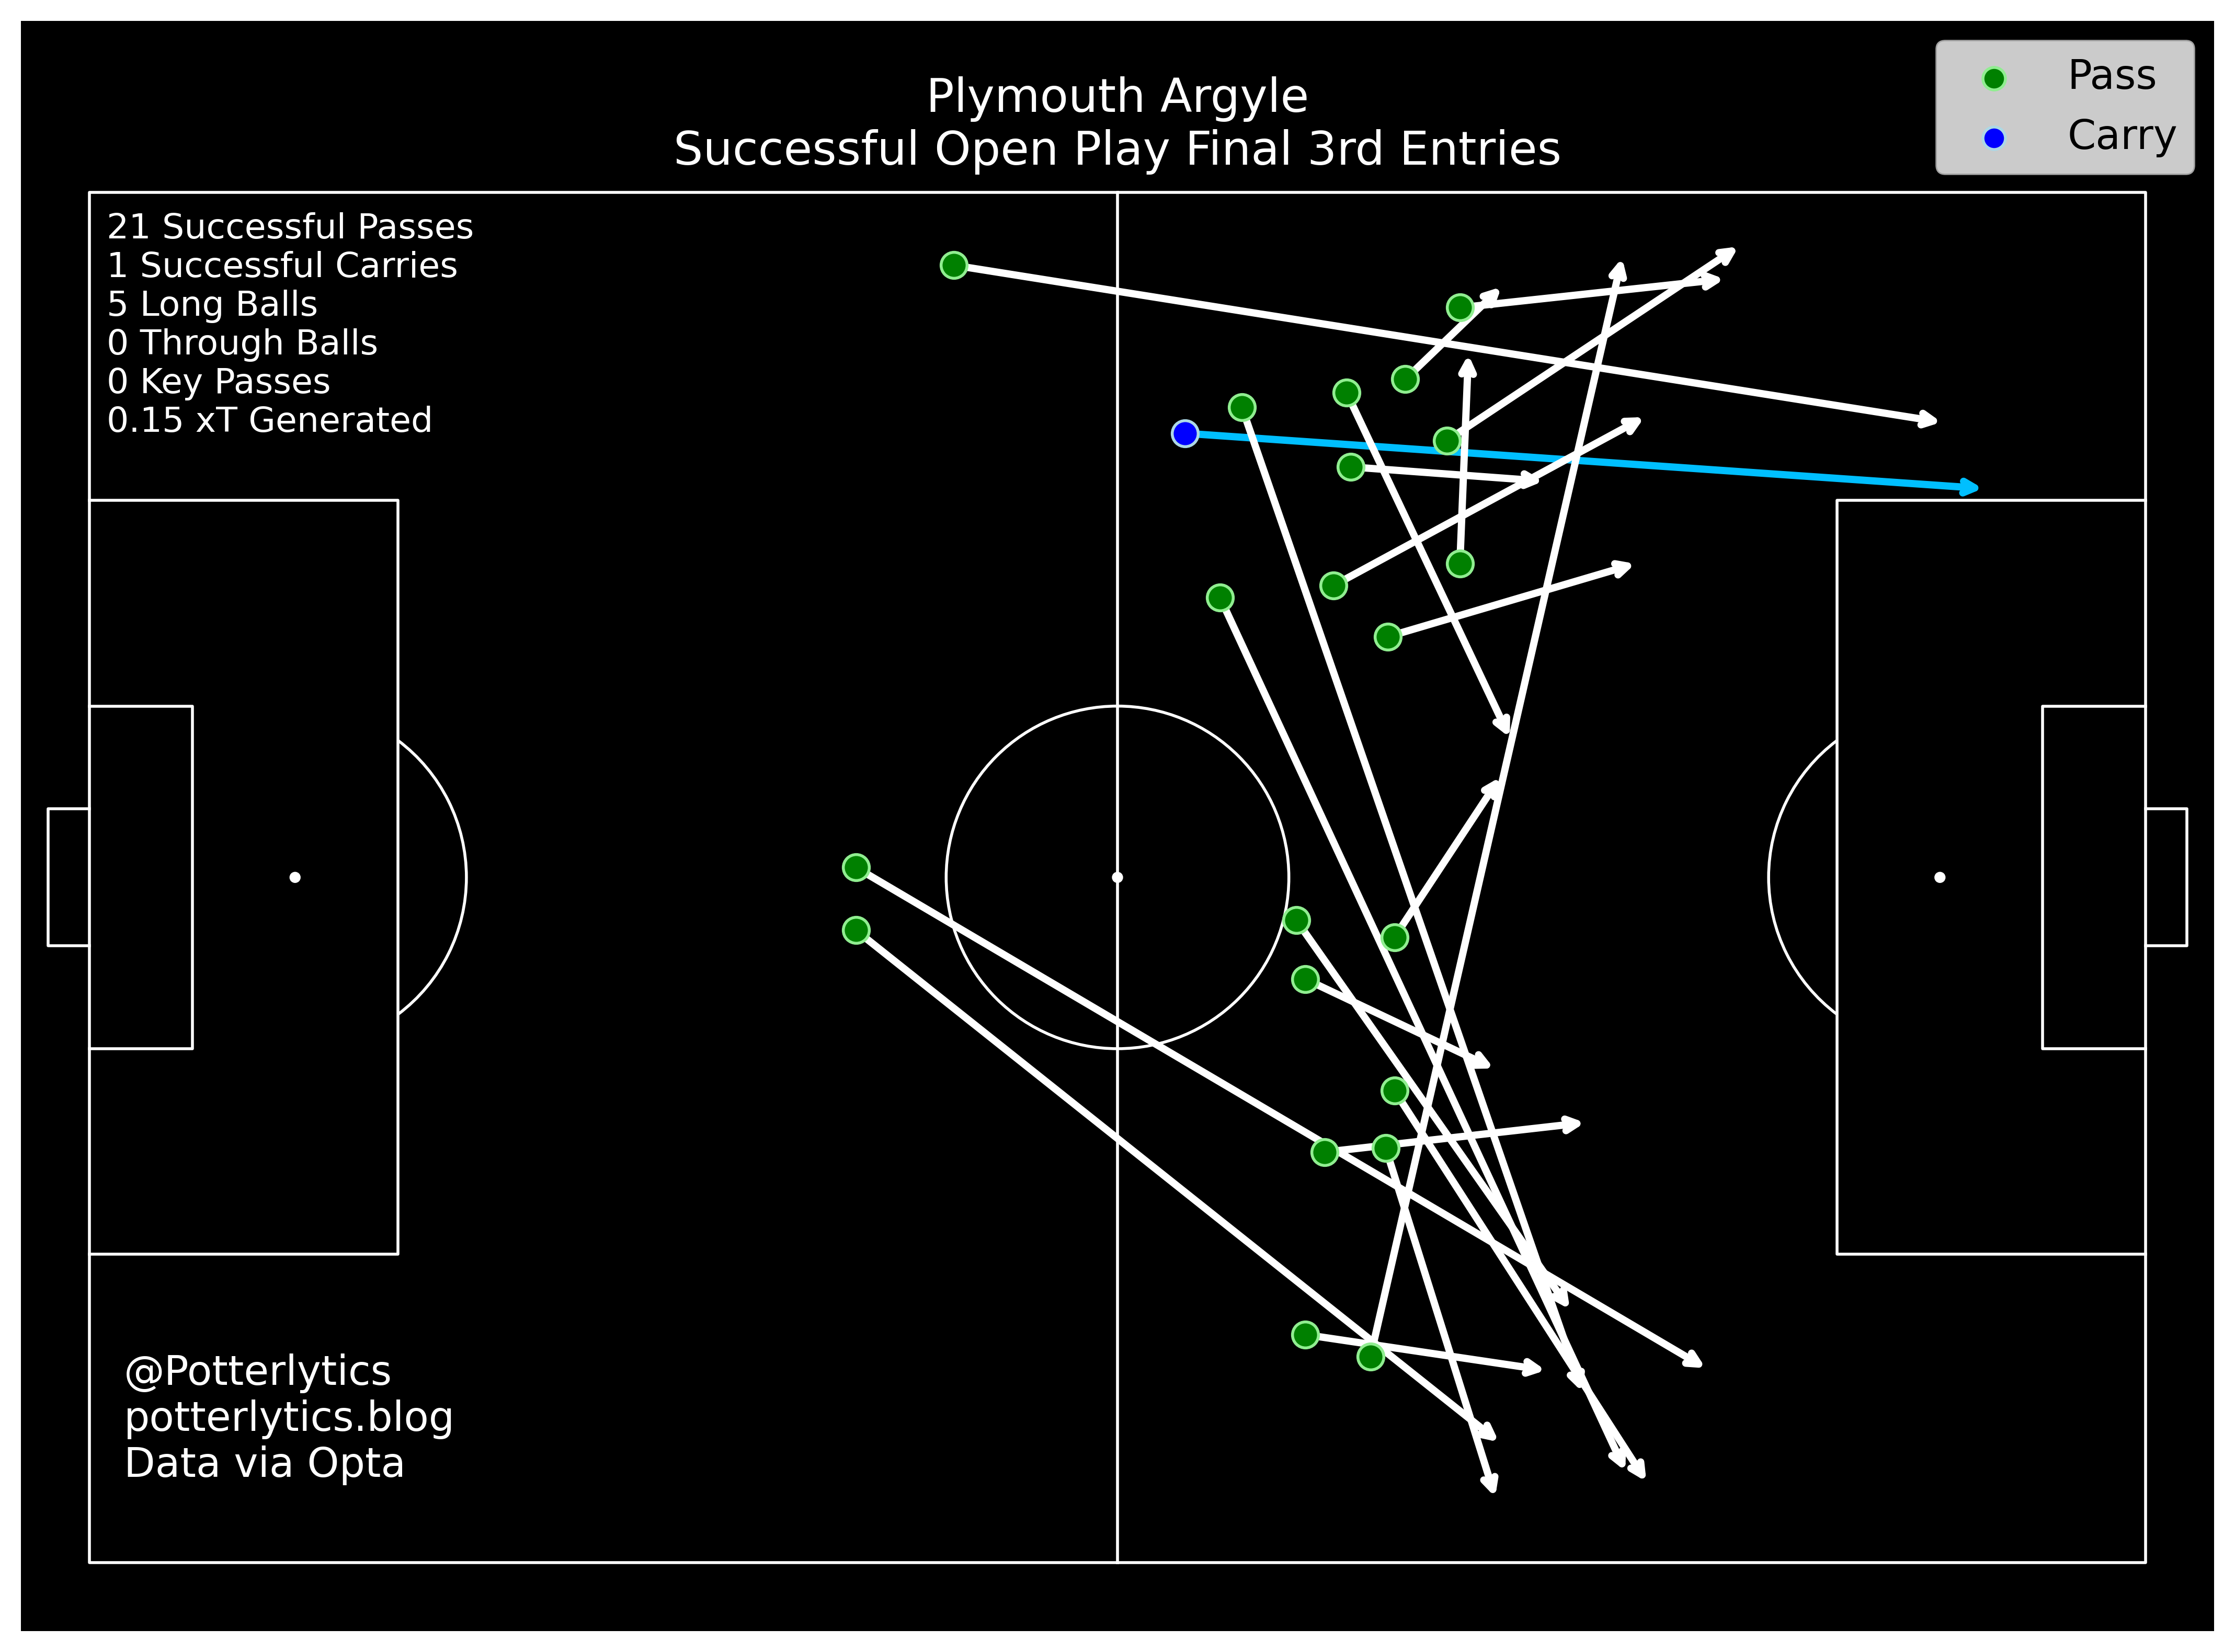 Plymouth Argyle
Successful Open Play Final 3rd Entries
Pass
Carry
21 Successful Passes
1 Successful Carries
5 Long Balls
0 Through Balls
0 Key Passes
0.15 xT Generated
@Potterlytics
potterlytics.blog
Data via Opta